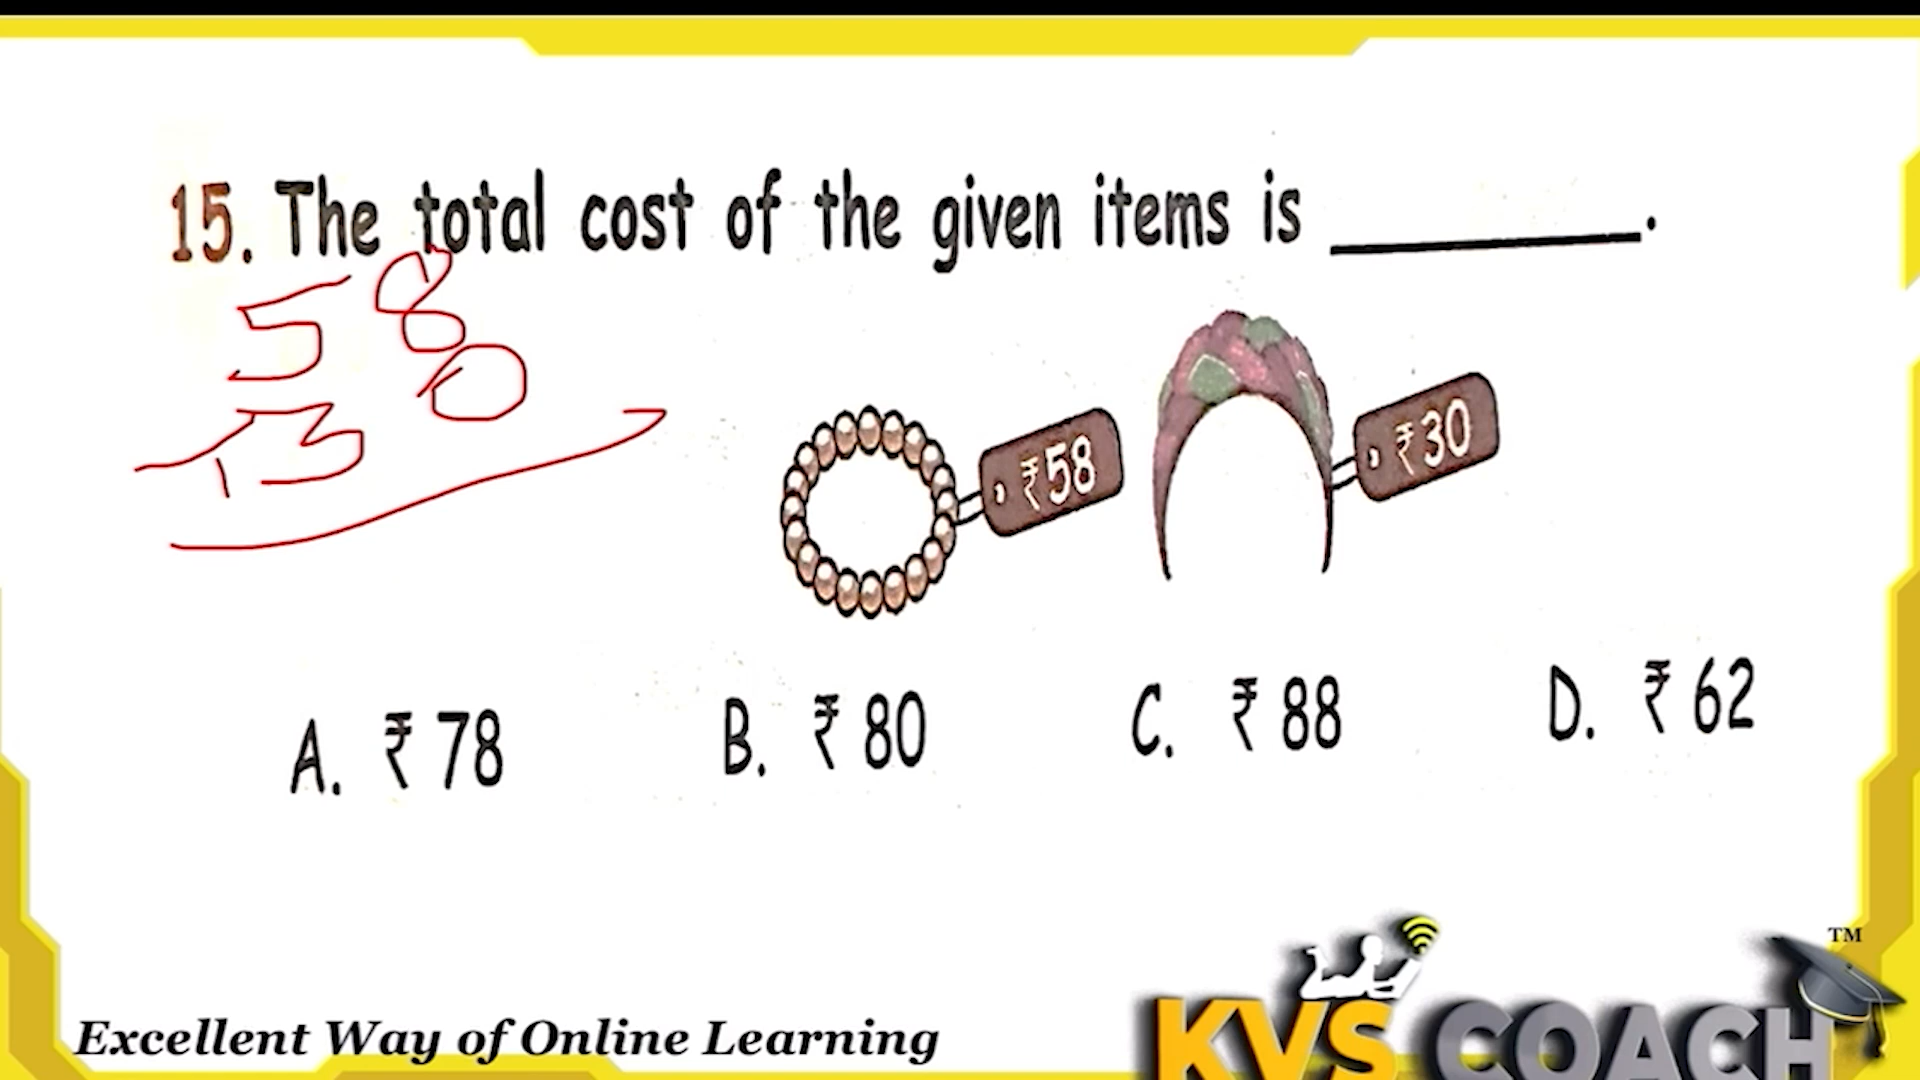 15. The total cost of the given items is ________.
58
+30
₹58
₹30
A. ₹ 78 B. ₹ 80 C. ₹ 88 D. ₹ 62
Excellent Way of Online Learning
KVS COACH
TM